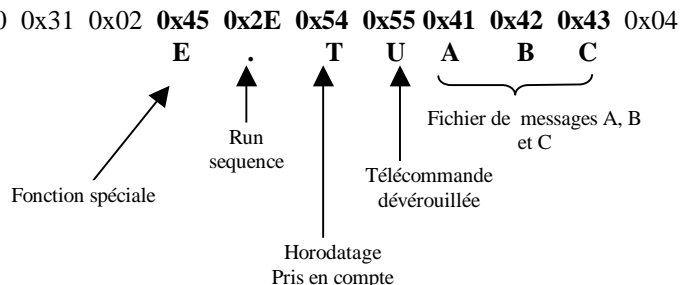 0 0x31 0x02 0x45 0x2E 0x54 0x55 0x41 0x42 0x43 0x04
E . T U A B C
Fichier de messages A, B
et C
Run
sequence
Télécommande
dévérouillée
Fonction spéciale
Horodatage
Pris en compte